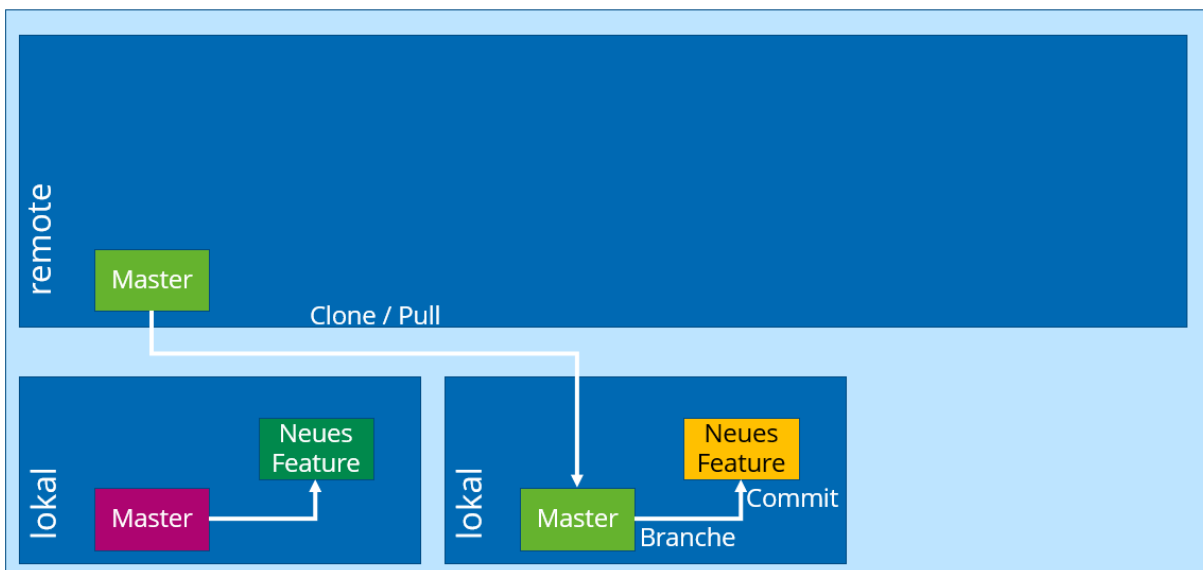 remote
Master
Clone / Pull
lokal
Neues
Feature
Master
lokal
Neues
Feature
Commit
Master
Branche